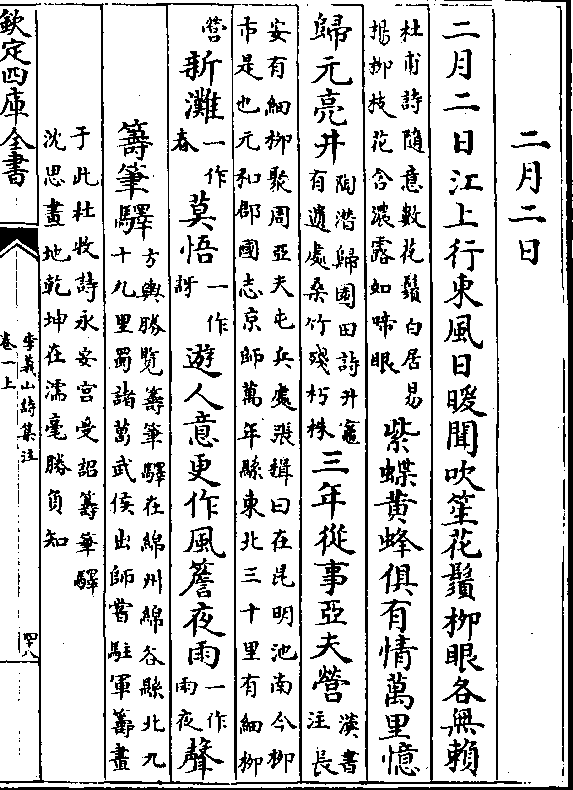 二月二日
二月二日江上行東風日暖聞吹笙花鬚柳眼各無賴
杜甫詩隨意數花鬚白居易
楊柳枝花含濃露如啼眼
紫蝶黃蜂俱有情萬里憶
歸元亮井
陶潛歸園田詩井竈
有遺處桑竹殘朽株
三年從事亞夫營
漢書
注長
安有細柳聚周亞夫屯兵處張揖曰在昆明池南今柳
市是也元和郡國志京師萬年縣東北三十里有細柳
營
新灘
一作
春
莫悟
一作
訝
遊人意更作風簷夜雨
一作
雨夜
聲
籌筆驛
方輿勝覽籌筆驛在綿州綿谷縣北九
十九里蜀諸葛武侯出師嘗駐軍籌畫
于此杜牧詩永安宮受詔籌筆驛
沈思畫地乾坤在濡毫勝負知
欽定四庫全書
李義山詩集注
卷一上
四八